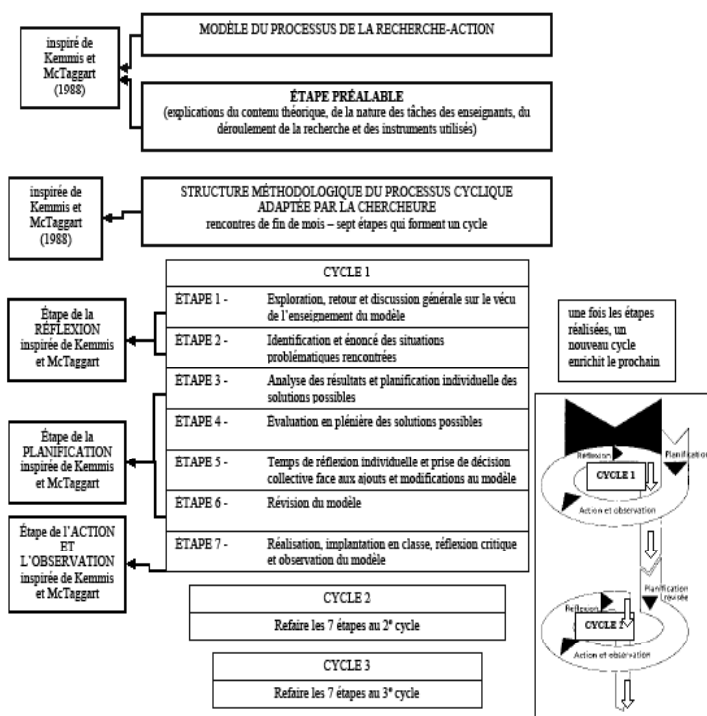 MODÈLE DU PROCESSUS DE LA RECHERCHE-ACTION
inspiré de
Kemmis et
McTaggart
(1988)
ÉTAPE PRÉALABLE
(explications du contenu théorique, de la nature des tâches des enseignants, du
déroulement de la recherche et des instruments utilisés)
inspirée de
Kemmis et
McTaggart
(1988)
STRUCTURE MÉTHODOLOGIQUE DU PROCESSUS CYCLIQUE
ADAPTÉE PAR LA CHERCHEURE
rencontres de fin de mois – sept étapes qui forment un cycle
CYCLE 1
ÉTAPE 1 - Exploration, retour et discussion générale sur le vécu
de l'enseignement du modèle
ÉTAPE 2 - Identification et énoncé des situations
problématiques rencontrées
ÉTAPE 3 - Analyse des résultats et planification individuelle des
solutions possibles
ÉTAPE 4 - Évaluation en plénière des solutions possibles
ÉTAPE 5 - Temps de réflexion individuelle et prise de décision
collective face aux ajouts et modifications au modèle
ÉTAPE 6 - Révision du modèle
ÉTAPE 7 - Réalisation, implantation en classe, réflexion critique
et observation du modèle
Étape de la
RÉFLEXION
inspirée de Kemmis
et McTaggart
Étape de la
PLANIFICATION
inspirée de Kemmis
et McTaggart
Étape de l'ACTION
ET
L'OBSERVATION
inspirée de Kemmis
et McTaggart
CYCLE 2
Refaire les 7 étapes au 2e cycle
CYCLE 3
Refaire les 7 étapes au 3e cycle
une fois les étapes
réalisées, un
nouveau cycle
enrichit le prochain
Réflexion
Planification
CYCLE 1
Action et observation
Planification
révisée
Réflexion
CYCLE
Action et observation